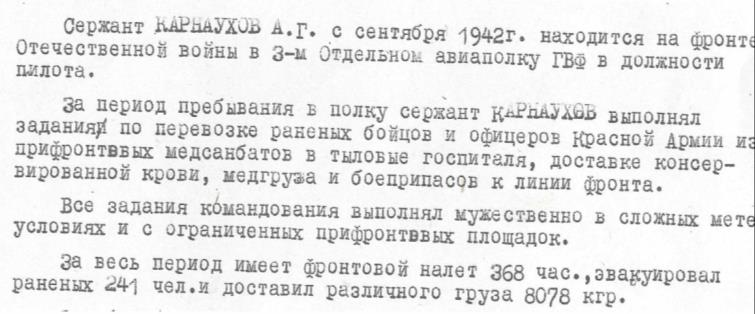 Сержант КАРНАУХОВ А.Г. с сентября 1942г. находится на фронте
Отечественной войны в 3-м Отдельном авиаполку ГВФ в должности
пилота.
За период пребывания в полку сержант КАРНАУХОВ выполнял
задания по перевозке раненых бойцов и офицеров Красной Армии из
прифронтвых медсанбатов в тыловые госпиталя, доставке консер-
вированной крови, медгруза и боеприпасов к линии фронта.
Все задания командования выполнял мужественно в сложных мете
условиях и с ограниченных прифронтвых площадок.
За весь период имеет фронтовой налет 368 час.,эвакуировал
раненых 241 чел.и доставил различного груза 8078 кгр.